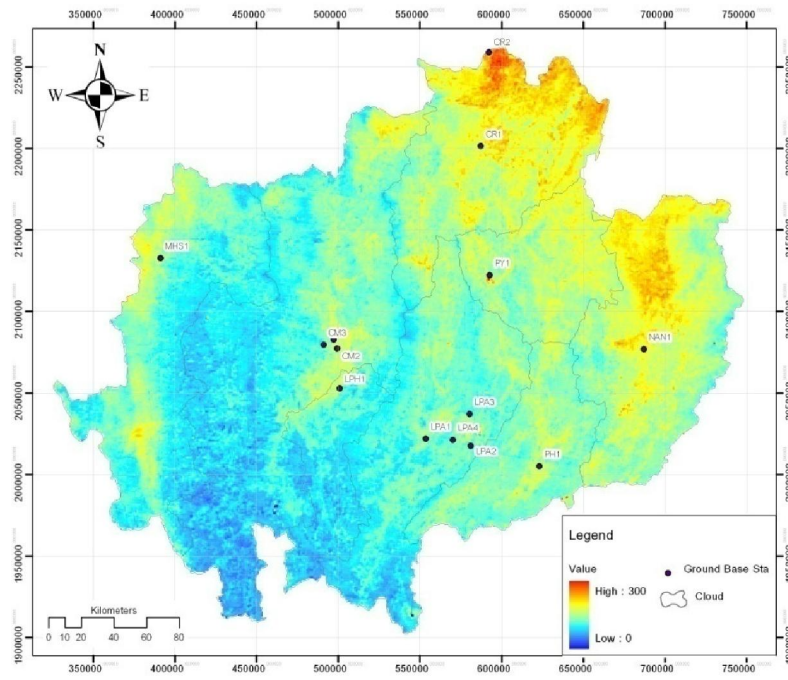 350000 400000 450000 500000 550000 600000 650000 700000 750000
N
W E
S
CR2
CR1
MHS1
PY1
CM3
CM2
NAN1
LPH1
LPA3
LPA1
LPA4
LPA2
PH1
2250000
2200000
2150000
2100000
2050000
2000000
1950000
1900000
Legend
Value
High : 300
Low : 0
Ground Base Sta
Cloud
Kilometers
0 10 20 40 60 80
350000 400000 450000 500000 550000 600000 650000 700000 750000